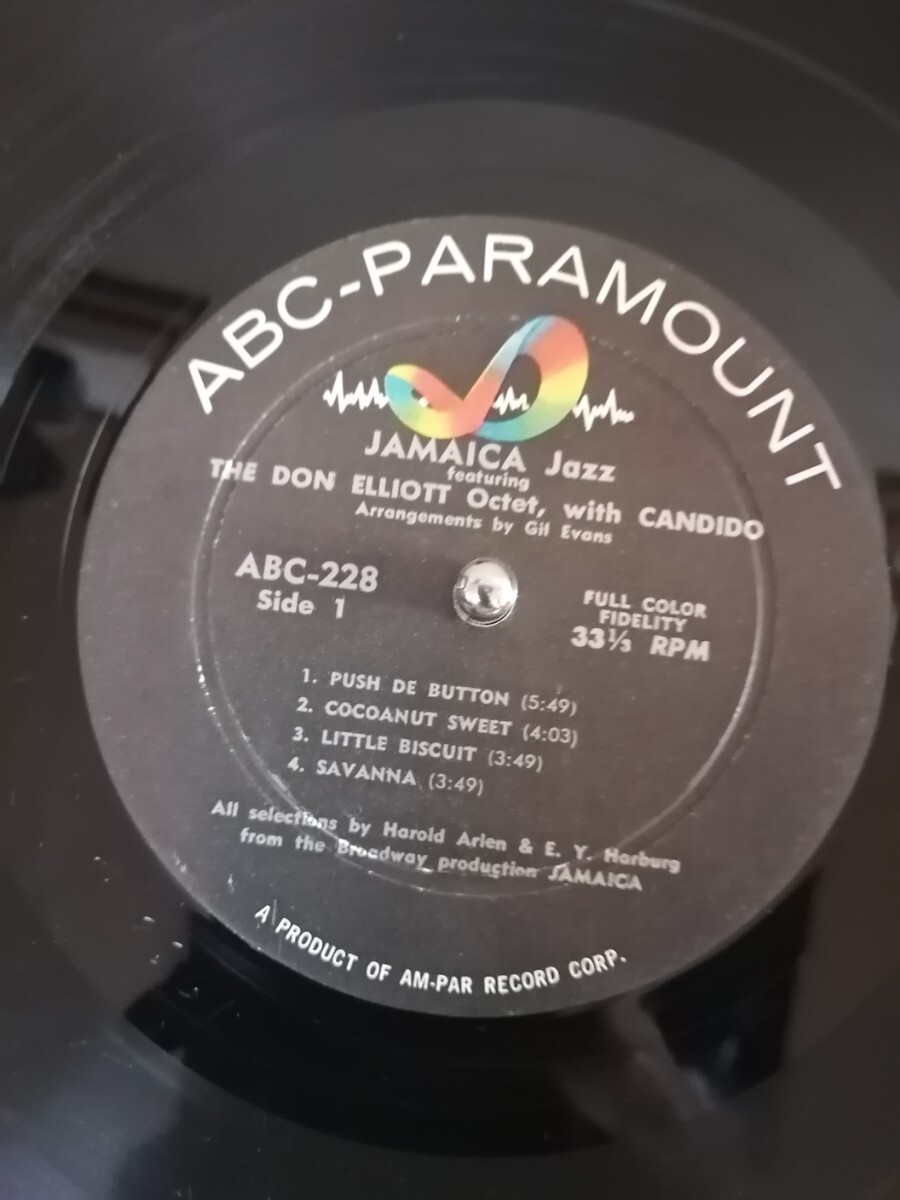 ABC-PARAMOUNT
JAMAICA Jazz
featuring
THE DON ELLIOTT Octet, with CANDIDO
Arrangements by Gil Evans
ABC-228
Side 1
FULL COLOR
FIDELITY
33⅓ RPM
1. PUSH DE BUTTON (5:49)
2. COCOANUT SWEET (4:03)
3. LITTLE BISCUIT (3:49)
4. SAVANNA (3:49)
All selections by Harold Arlen & E. Y. Harburg
from the Broadway production JAMAICA
A PRODUCT OF AM-PAR RECORD CORP.